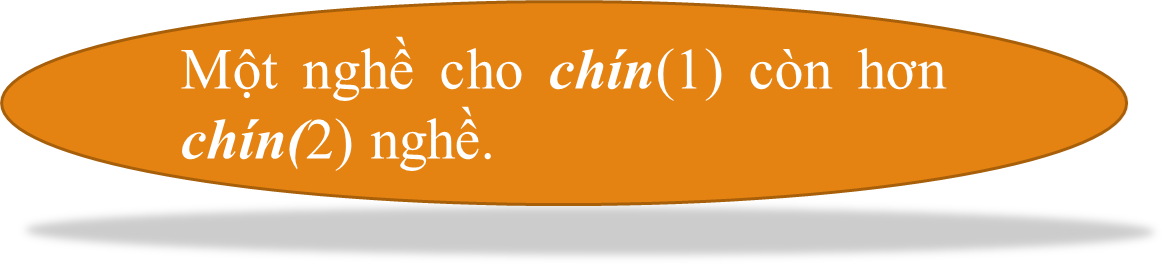 Một nghề cho chín(1) còn hơn
chín(2) nghề.